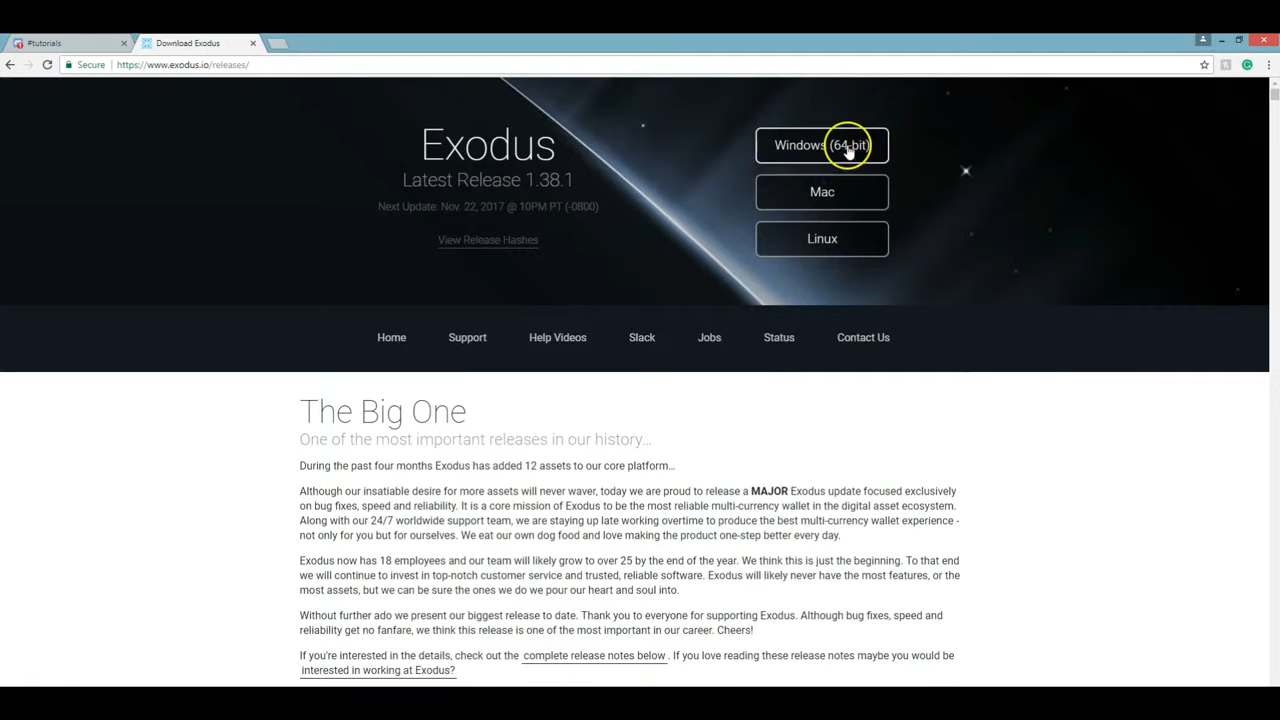 #tutorials
Download Exodus
Secure
https://www.exodus.io/releases/
Exodus
Latest Release 1.38.1
Next Update: Nov. 22, 2017 @ 10PM PT (-0800)
View Release Hashes
Windows (64-bit)
Mac
Linux
Home
Support
Help Videos
Slack
Jobs
Status
Contact Us
The Big One
One of the most important releases in our history...
During the past four months Exodus has added 12 assets to our core platform...
Although our insatiable desire for more assets will never waver, today we are proud to release a MAJOR Exodus update focused exclusively
on bug fixes, speed and reliability. It is a core mission of Exodus to be the most reliable multi-currency wallet in the digital asset ecosystem.
Along with our 24/7 worldwide support team, we are staying up late working overtime to produce the best multi-currency wallet experience -
not only for you but for ourselves. We eat our own dog food and love making the product one-step better every day.
Exodus now has 18 employees and our team will likely grow to over 25 by the end of the year. We think this is just the beginning. To that end
we will continue to invest in top-notch customer service and trusted, reliable software. Exodus will likely never have the most features, or the
most assets, but we can be sure the ones we do we pour our heart and soul into.
Without further ado we present our biggest release to date. Thank you to everyone for supporting Exodus. Although bug fixes, speed and
reliability get no fanfare, we think this release is one of the most important in our career. Cheers!
If you're interested in the details, check out the complete release notes below. If you love reading these release notes maybe you would be
interested in working at Exodus?